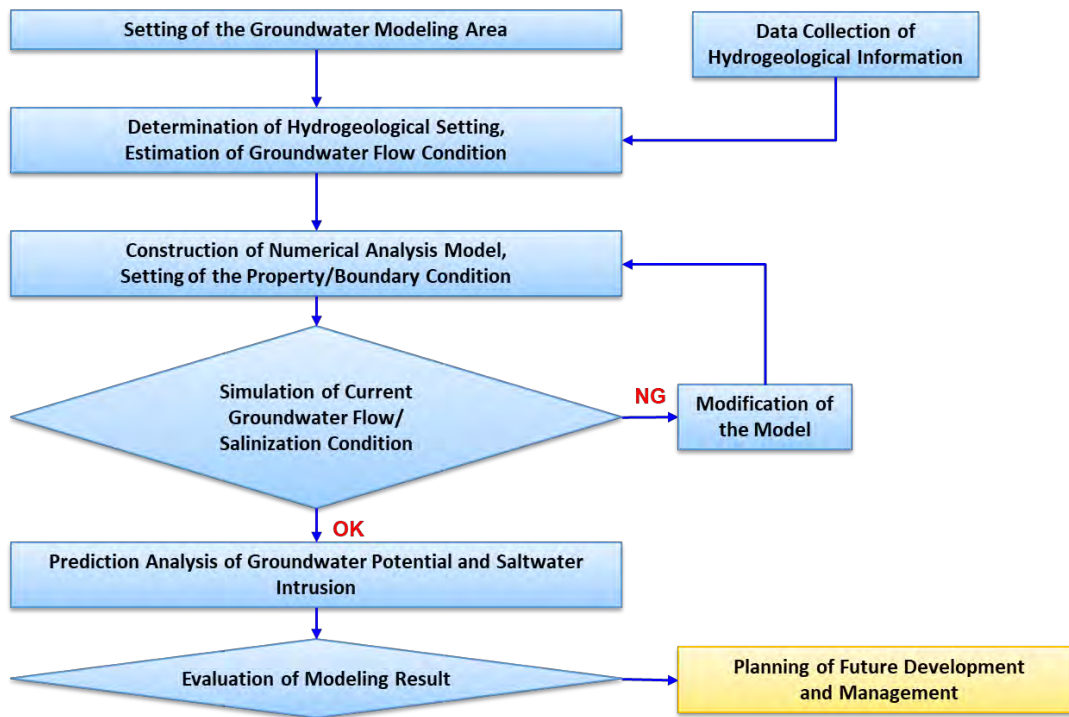 Setting of the Groundwater Modeling Area
Data Collection of
Hydrogeological Information
Determination of Hydrogeological Setting,
Estimation of Groundwater Flow Condition
Construction of Numerical Analysis Model,
Setting of the Property/Boundary Condition
Simulation of Current
Groundwater Flow/
Salinization Condition
NG
Modification of
the Model
OK
Prediction Analysis of Groundwater Potential and Saltwater
Intrusion
Evaluation of Modeling Result
Planning of Future Development
and Management